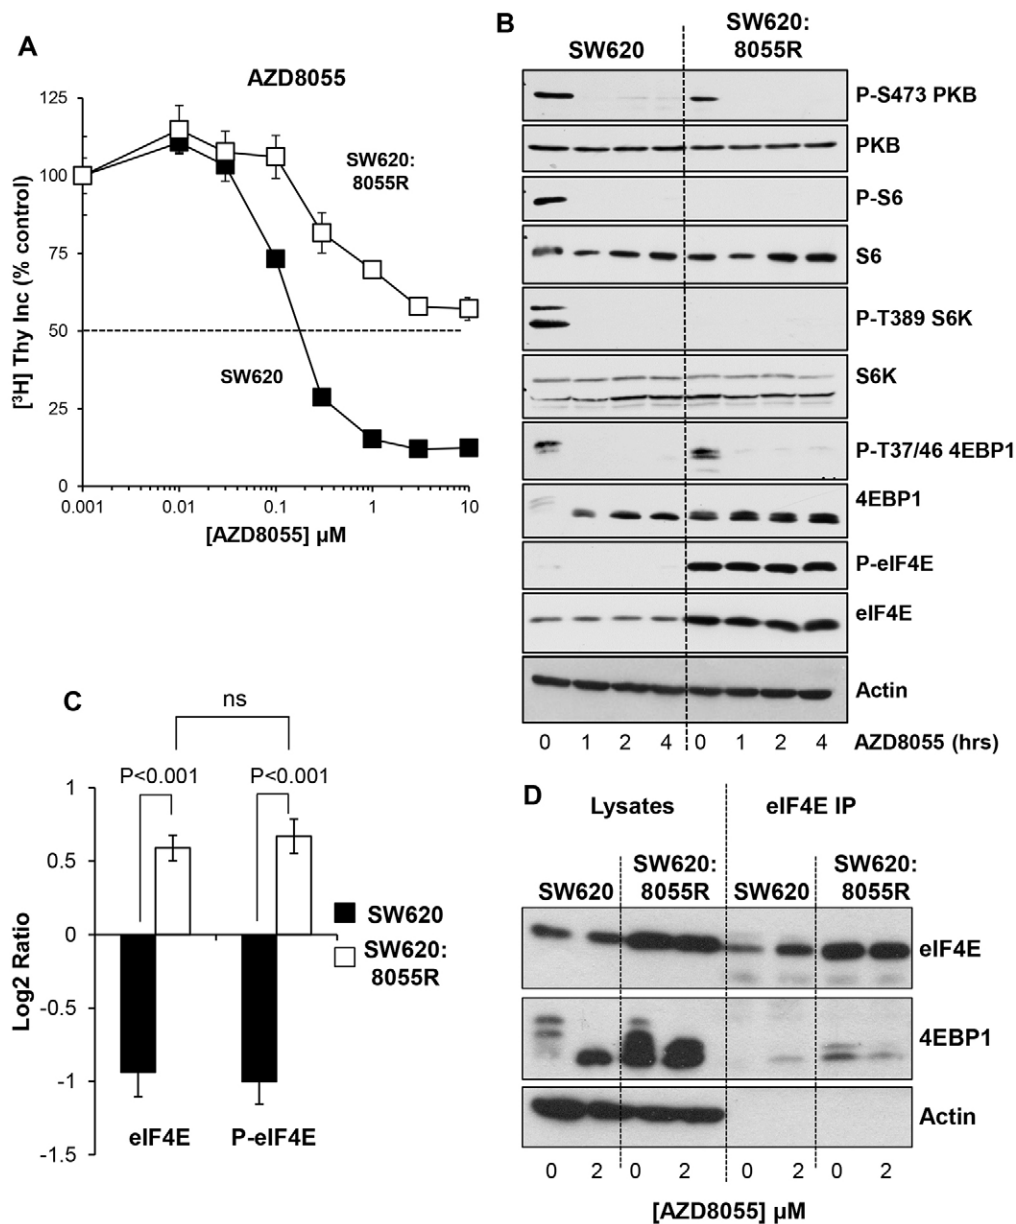 A
AZD8055
125
100
75
50
25
0
[³H] Thy Inc (% control)
SW620:
8055R
SW620
0.001 0.01 0.1 1 10
[AZD8055] µM
B
SW620
SW620:
8055R
P-S473 PKB
PKB
P-S6
S6
P-T389 S6K
S6K
P-T37/46 4EBP1
4EBP1
P-eIF4E
eIF4E
Actin
0 1 2 4 0 1 2 4 AZD8055 (hrs)
C
ns
P<0.001 P<0.001
1
0.5
0
-0.5
-1
-1.5
Log2 Ratio
SW620
SW620:
8055R
eIF4E P-eIF4E
D
Lysates eIF4E IP
SW620 SW620:
8055R
SW620 SW620:
8055R
eIF4E
4EBP1
Actin
0 2 0 2 0 2 0 2
[AZD8055] µM